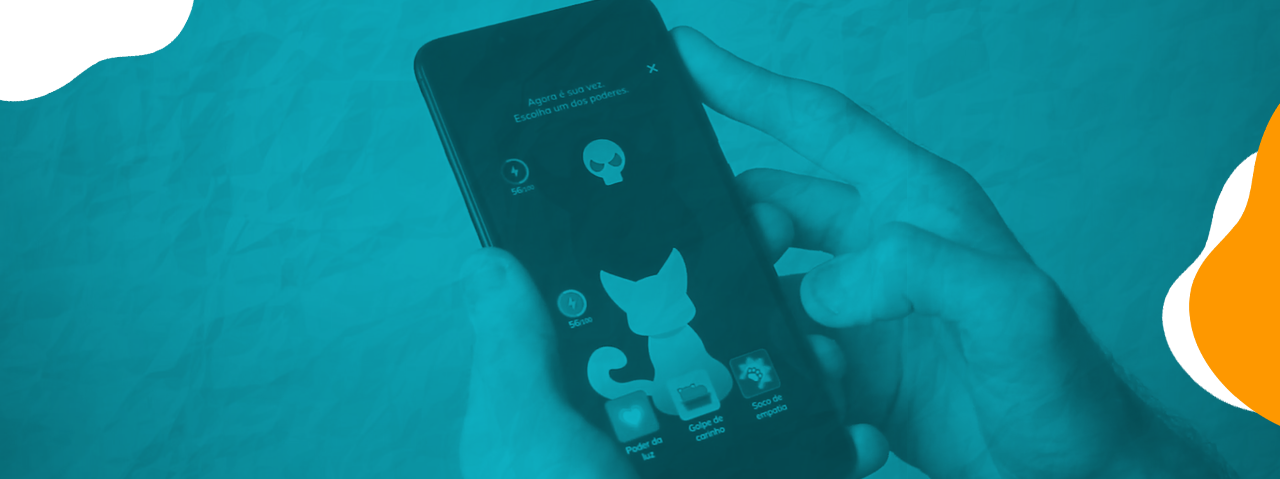 Agora é sua vez.
Escolha um dos poderes.
56/100
56/100
Poder da
luz
Golpe de
carinho
Soco de
empatia